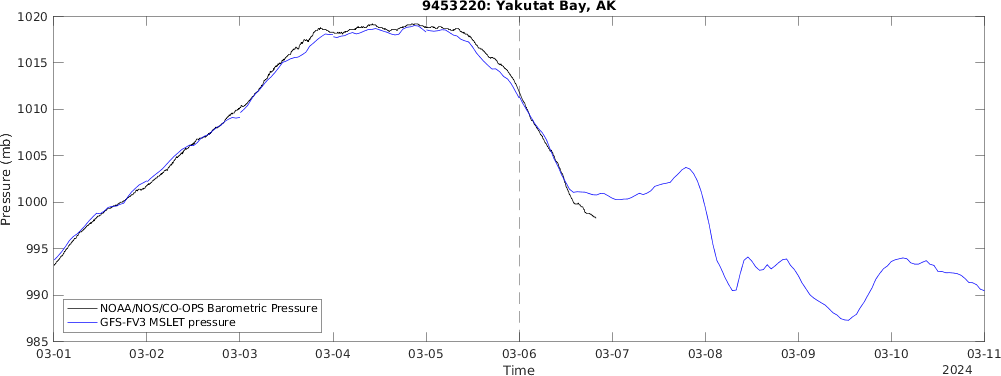 9453220: Yakutat Bay, AK
Pressure (mb)
1020
1015
1010
1005
1000
995
990
985
NOAA/NOS/CO-OPS Barometric Pressure
GFS-FV3 MSLET pressure
03-01 03-02 03-03 03-04 03-05 03-06 03-07 03-08 03-09 03-10 03-11
Time
2024